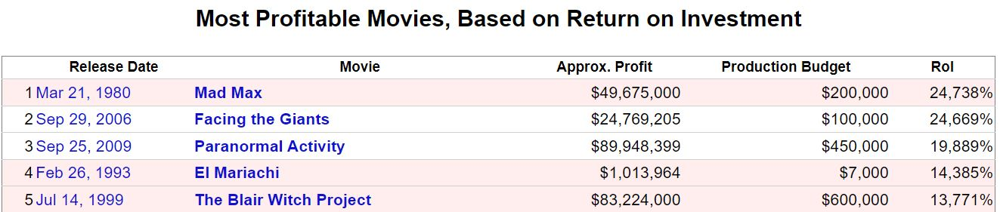 Most Profitable Movies, Based on Return on Investment
Release Date Movie Approx. Profit Production Budget RoI
1 Mar 21, 1980 Mad Max $49,675,000 $200,000 24,738%
2 Sep 29, 2006 Facing the Giants $24,769,205 $100,000 24,669%
3 Sep 25, 2009 Paranormal Activity $89,948,399 $450,000 19,889%
4 Feb 26, 1993 El Mariachi $1,013,964 $7,000 14,385%
5 Jul 14, 1999 The Blair Witch Project $83,224,000 $600,000 13,771%